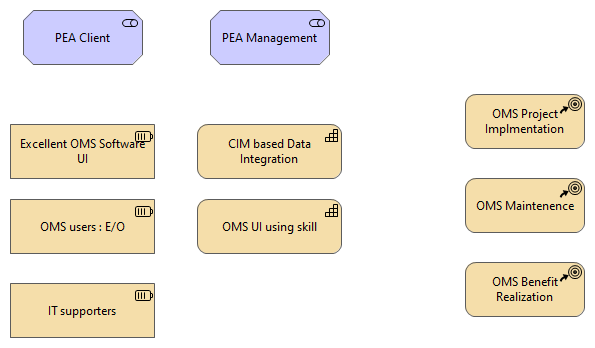 PEA Client
PEA Management
Excellent OMS Software
UI
CIM based Data
Integration
OMS Project
Implmentation
OMS users : E/O
OMS UI using skill
OMS Maintenence
IT supporters
OMS Benefit
Realization